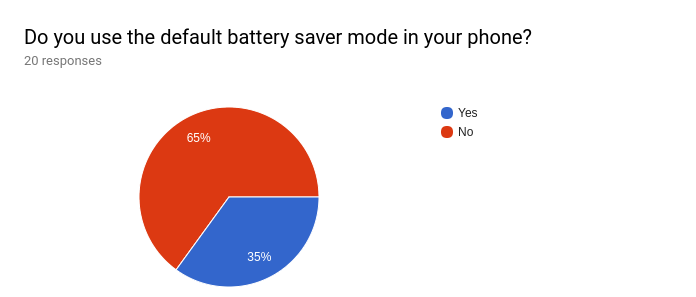 Do you use the default battery saver mode in your phone?
20 responses
Yes
No
65%
35%